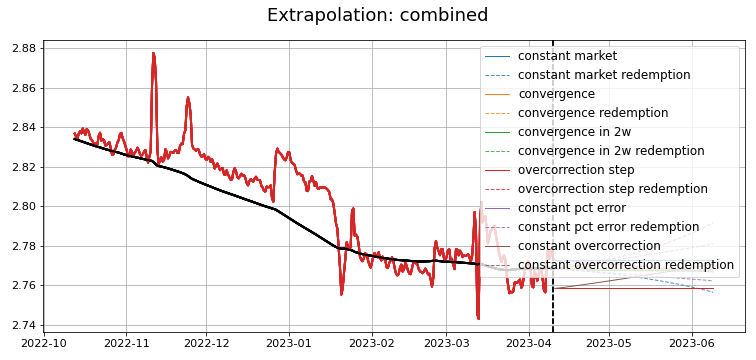 Extrapolation: combined
2.88
2.86
2.84
2.82
2.80
2.78
2.76
2.74
constant market
constant market redemption
convergence
convergence redemption
convergence in 2w
convergence in 2w redemption
overcorrection step
overcorrection step redemption
constant pct error
constant pct error redemption
constant overcorrection
constant overcorrection redemption
2022-10 2022-11 2022-12 2023-01 2023-02 2023-03 2023-04 2023-05 2023-06